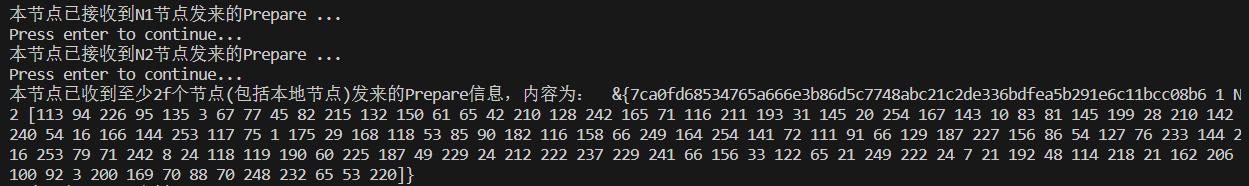 本节点已接收到N1节点发来的Prepare ...
Press enter to continue...
本节点已接收到N2节点发来的Prepare ...
Press enter to continue...
本节点已收到至少2f个节点(包括本地节点)发来的Prepare信息，内容为： &{7ca0fd68534765a666e3b86d5c7748abc21c2de336bdfea5b291e6c11bcc08b6 1 N
2 [113 94 226 95 135 3 67 77 45 82 215 132 150 61 65 42 210 128 242 165 71 116 211 193 31 145 20 254 167 143 10 83 81 145 199 28 210 142
240 54 16 166 144 253 117 75 1 175 29 168 118 53 85 90 182 116 158 66 249 164 254 141 72 111 91 66 129 187 227 156 86 54 127 76 233 144 2
16 253 79 71 242 8 24 118 119 190 60 225 187 49 229 24 212 222 237 229 241 66 156 33 122 65 21 249 222 24 7 21 192 48 114 218 21 162 206
100 92 3 200 169 70 88 70 248 232 65 53 220]}